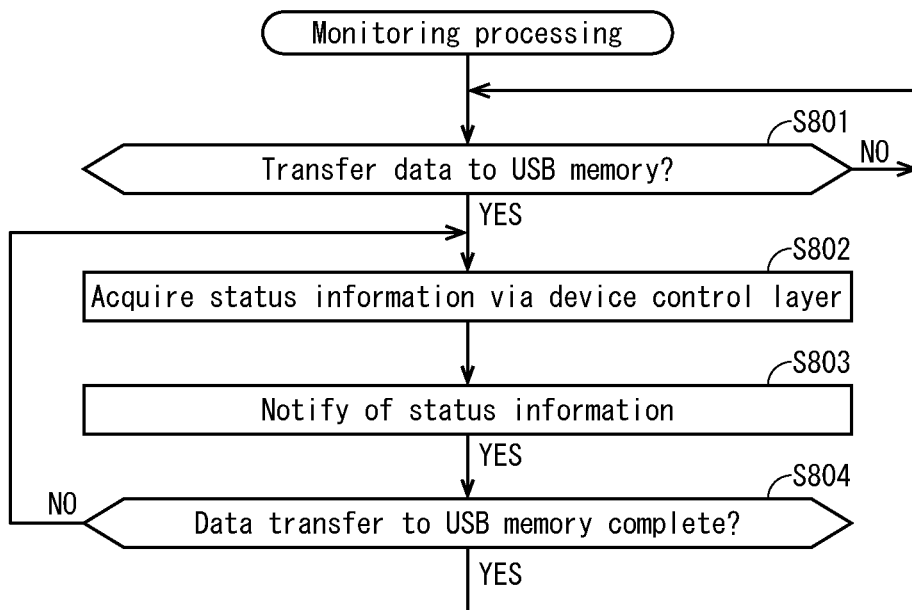 Monitoring processing
S801
Transfer data to USB memory?
NO
YES
S802
Acquire status information via device control layer
S803
Notify of status information
YES
S804
NO
Data transfer to USB memory complete?
YES